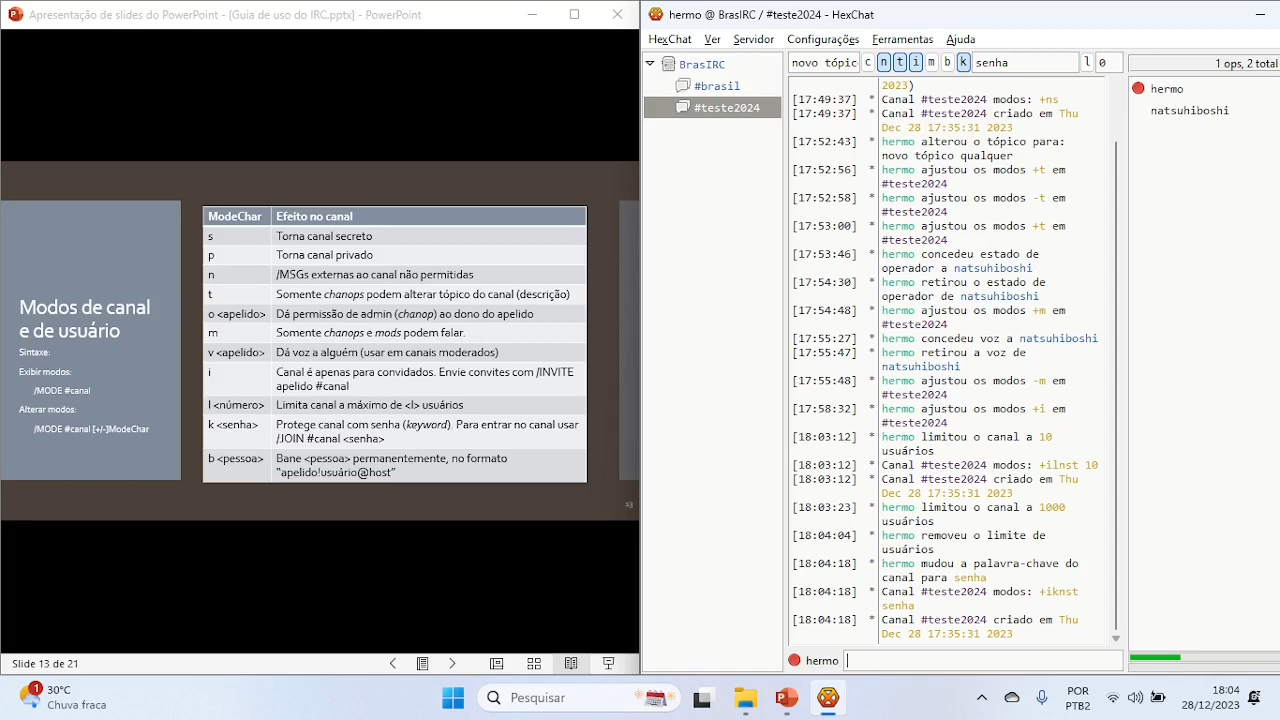 Apresentação de slides do PowerPoint - [Guia de uso do IRC.pptx] - PowerPoint
Modos de canal
e de usuário
Sintaxe:
Exibir modos:
/MODE #canal
Alterar modos:
/MODE #canal [+/-]ModeChar
ModeChar Efeito no canal
s Torna canal secreto
p Torna canal privado
n /MSGs externas ao canal não permitidas
t Somente chanops podem alterar tópico do canal (descrição)
o <apelido> Dá permissão de admin (chanop) ao dono do apelido
m Somente chanops e mods podem falar.
v <apelido> Dá voz a alguém (usar em canais moderados)
i Canal é apenas para convidados. Envie convites com /INVITE
apelido #canal
l <número> Limita canal a máximo de <l> usuários
k <senha> Protege canal com senha (keyword). Para entrar no canal usar
/JOIN #canal <senha>
b <pessoa> Bane <pessoa> permanentemente, no formato
"apelido!usuário@host"
13
Slide 13 de 21
hermo @ BrasIRC / #teste2024 - HexChat
HexChat Ver Servidor Configurações Ferramentas Ajuda
BrasIRC
#brasil
#teste2024
novo tópic c n t i m b k senha l 0
1 ops, 2 total
hermo
natsuhiboshi
2023)
[17:49:37] * Canal #teste2024 modos: +ns
[17:49:37] * Canal #teste2024 criado em Thu
Dec 28 17:35:31 2023
[17:52:43] * hermo alterou o tópico para:
novo tópico qualquer
[17:52:56] * hermo ajustou os modos +t em
#teste2024
[17:52:58] * hermo ajustou os modos -t em
#teste2024
[17:53:00] * hermo ajustou os modos +t em
#teste2024
[17:53:46] * hermo concedeu estado de
operador a natsuhiboshi
[17:54:30] * hermo retirou o estado de
operador de natsuhiboshi
[17:54:48] * hermo ajustou os modos +m em
#teste2024
[17:55:27] * hermo concedeu voz a natsuhiboshi
[17:55:47] * hermo retirou a voz de
natsuhiboshi
[17:55:48] * hermo ajustou os modos -m em
#teste2024
[17:58:32] * hermo ajustou os modos +i em
#teste2024
[18:03:12] * hermo limitou o canal a 10
usuários
[18:03:12] * Canal #teste2024 modos: +ilnst 10
[18:03:12] * Canal #teste2024 criado em Thu
Dec 28 17:35:31 2023
[18:03:23] * hermo limitou o canal a 1000
usuários
[18:04:04] * hermo removeu o limite de
usuários
[18:04:18] * hermo mudou a palavra-chave do
canal para senha
[18:04:18] * Canal #teste2024 modos: +iknst
senha
[18:04:18] * Canal #teste2024 criado em Thu
Dec 28 17:35:31 2023
hermo
1
30°C
Chuva fraca
Pesquisar
POR
PTB2
18:04
28/12/2023